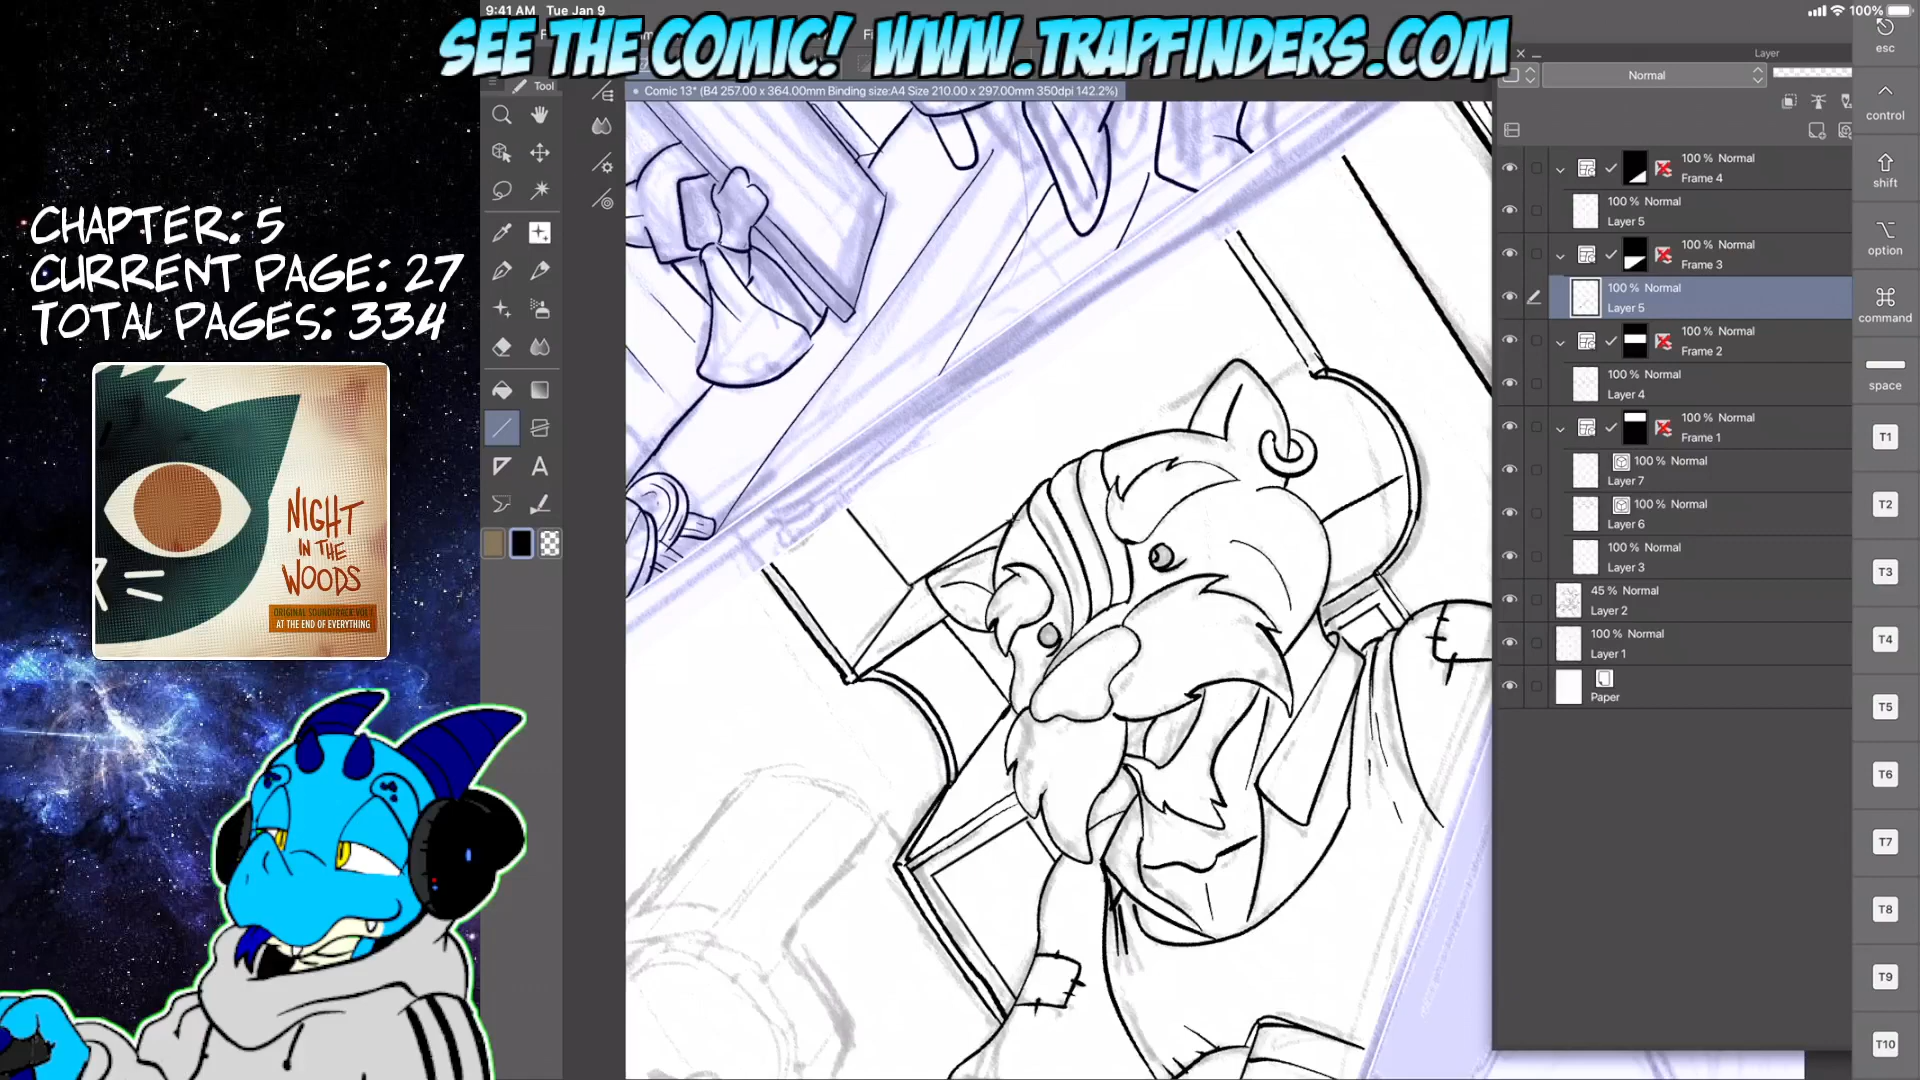 9:41 AM Tue Jan 9
100%
SEE THE COMIC! WWW.TRAPFINDERS.COM
CHAPTER: 5
CURRENT PAGE: 27
TOTAL PAGES: 334
NIGHT
IN THE
WOODS
ORIGINAL SOUNDTRACK VOL
AT THE END OF EVERYTHING
Tool
Comic 13* (B4 257.00 x 364.00mm Binding size:A4 Size 210.00 x 297.00mm 350dpi 142.2%)
A
Layer
Normal
100 % Normal
Frame 4
100 % Normal
Layer 5
100 % Normal
Frame 3
100 % Normal
Layer 5
100 % Normal
Frame 2
100 % Normal
Layer 4
100 % Normal
Frame 1
100 % Normal
Layer 7
100 % Normal
Layer 6
100 % Normal
Layer 3
45 % Normal
Layer 2
100 % Normal
Layer 1
Paper
esc
control
shift
option
command
space
T1
T2
T3
T4
T5
T6
T7
T8
T9
T10